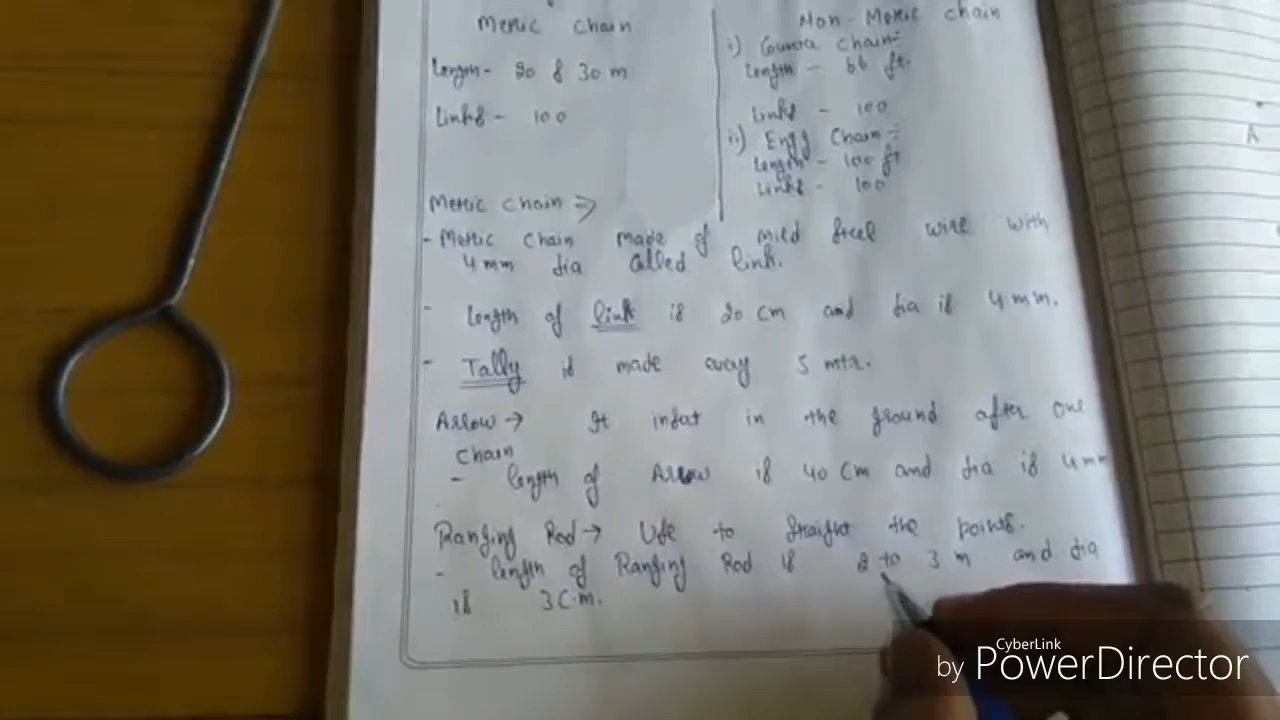 Metric Chain
Length - 20 & 30 m
Links - 100
Non-Metric Chain
i) Gunter Chain:-
Length - 66 ft.
Links - 100
ii) Engg Chain:-
Length - 100 ft
Links - 100
Metric Chain ⇒
- Metric Chain made of mild steel wire with
4 mm dia called link.
- Length of link is 20 cm and dia is 4 mm.
- Tally is made every 5 mtr.
Arrow → It in the ground after one
Chain
- length of Arrow is 40 cm and dia is 4 mm
Ranging Rod → Use to straight the points.
- length of Ranging Rod is 2 to 3 m and dia
is 3 c.m.
A
CyberLink
by PowerDirector